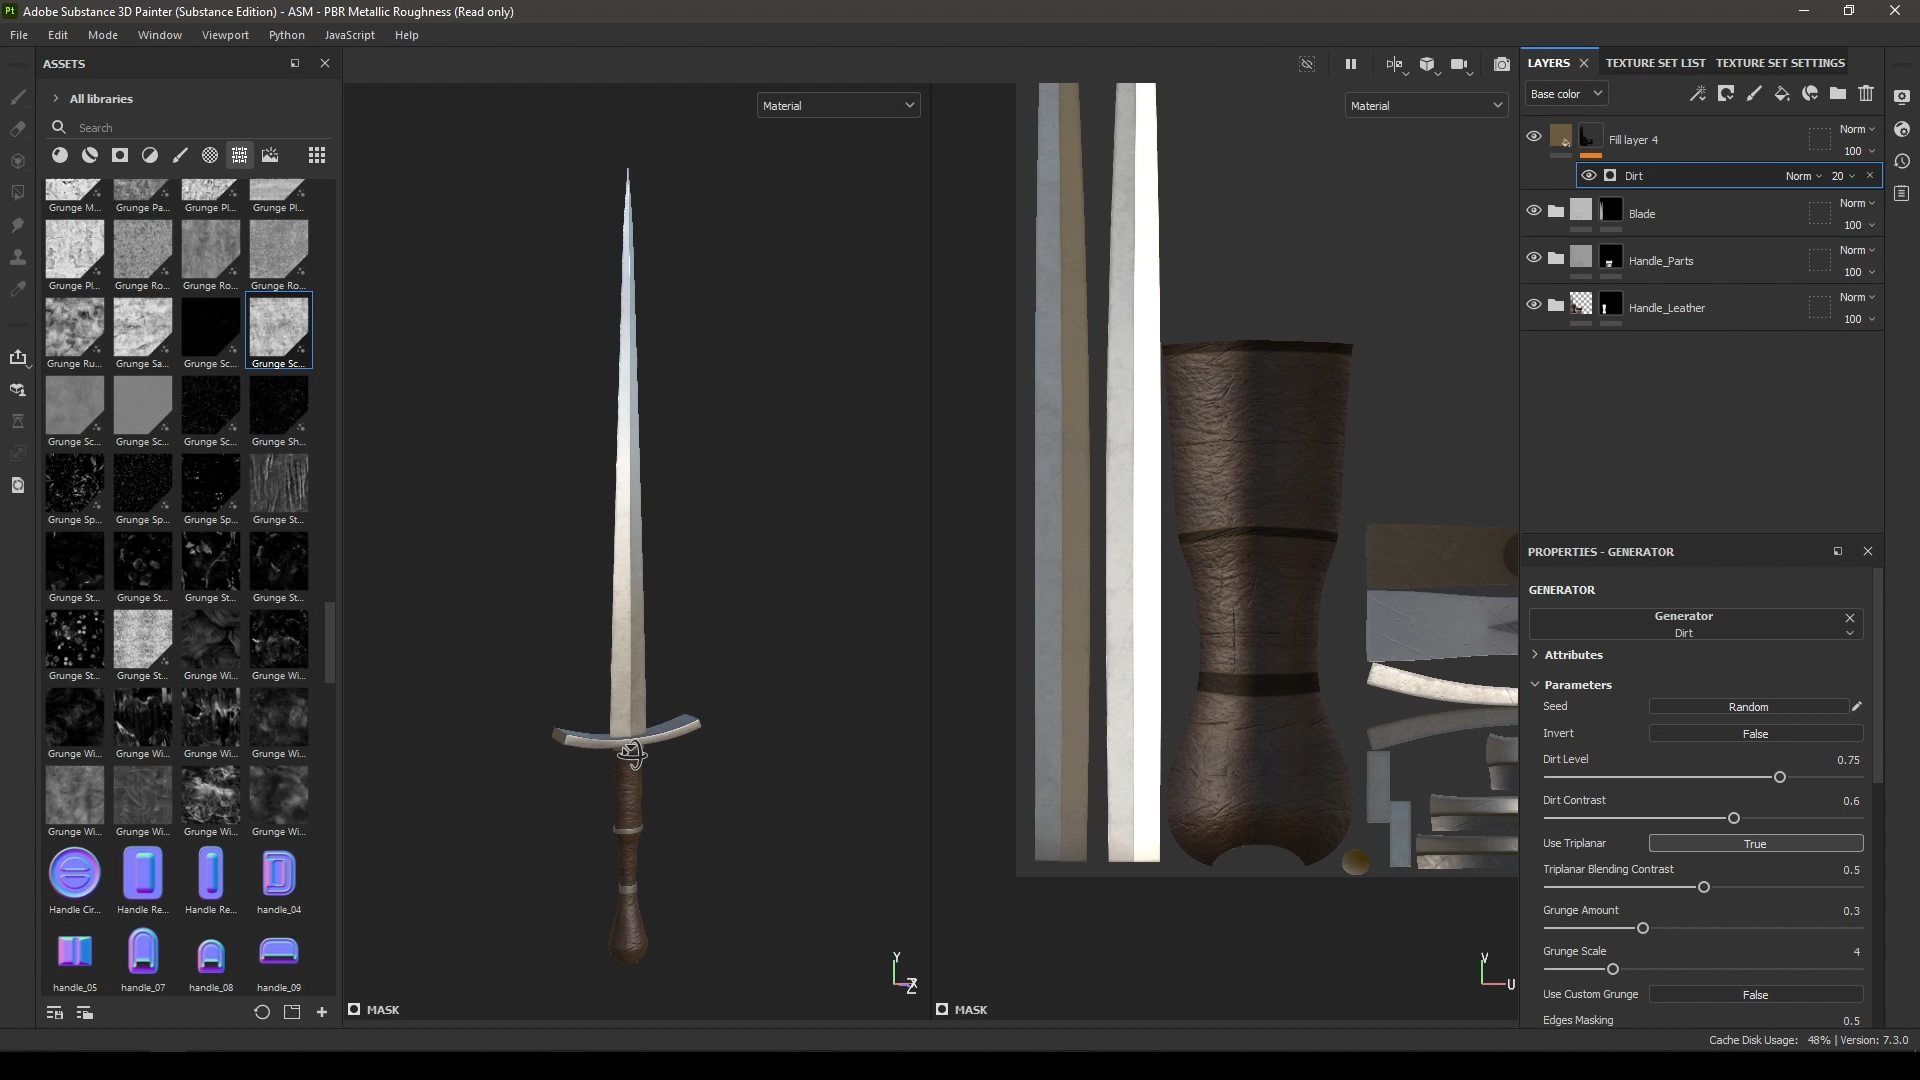 Pt Adobe Substance 3D Painter (Substance Edition) - ASM - PBR Metallic Roughness (Read only)
File Edit Mode Window Viewport Python JavaScript Help
ASSETS
All libraries
Search
Grunge M... Grunge Pa... Grunge Pl... Grunge Pl...
Grunge Pl... Grunge Ro... Grunge Ro... Grunge Ro...
Grunge Ru... Grunge Sa... Grunge Sc... Grunge Sc...
Grunge Sc... Grunge Sc... Grunge Sc... Grunge Sh...
Grunge Sp... Grunge Sp... Grunge Sp... Grunge St...
Grunge St... Grunge St... Grunge St... Grunge St...
Grunge St... Grunge St... Grunge Wi... Grunge Wi...
Grunge Wi... Grunge Wi... Grunge Wi... Grunge Wi...
Grunge Wi... Grunge Wi... Grunge Wi... Grunge Wi...
Handle Cir... Handle Re... Handle Re... handle_04
handle_05 handle_07 handle_08 handle_09
Material
Y
X
Z
MASK
Material
V
U
MASK
LAYERS TEXTURE SET LIST TEXTURE SET SETTINGS
Base color
Fill layer 4 Norm
100
Dirt Norm 20
Blade Norm
100
Handle_Parts Norm
100
Handle_Leather Norm
100
PROPERTIES - GENERATOR
GENERATOR
Generator
Dirt
Attributes
Parameters
Seed Random
Invert False
Dirt Level 0.75
Dirt Contrast 0.6
Use Triplanar True
Triplanar Blending Contrast 0.5
Grunge Amount 0.3
Grunge Scale 4
Use Custom Grunge False
Edges Masking 0.5
Cache Disk Usage: 48% | Version: 7.3.0